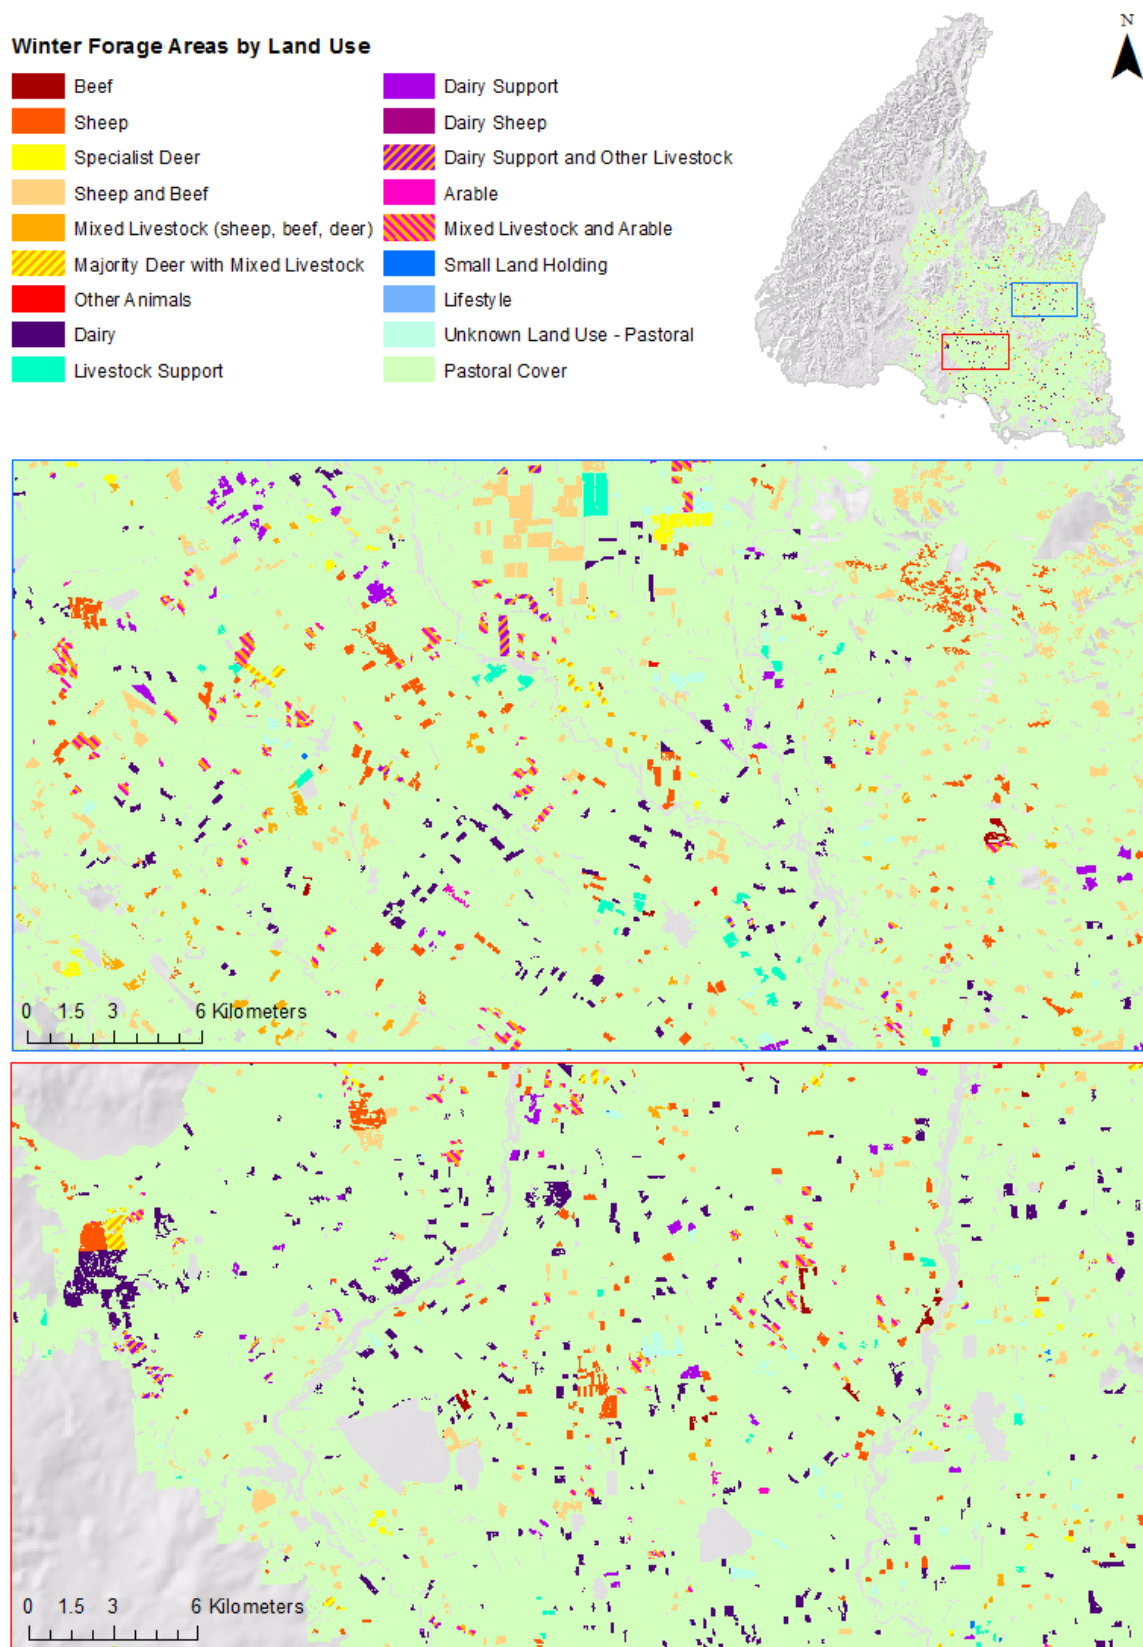 N
Winter Forage Areas by Land Use
Beef
Sheep
Specialist Deer
Sheep and Beef
Mixed Livestock (sheep, beef, deer)
Majority Deer with Mixed Livestock
Other Animals
Dairy
Livestock Support
Dairy Support
Dairy Sheep
Dairy Support and Other Livestock
Arable
Mixed Livestock and Arable
Small Land Holding
Lifestyle
Unknown Land Use - Pastoral
Pastoral Cover
0 1.5 3 6 Kilometers
0 1.5 3 6 Kilometers